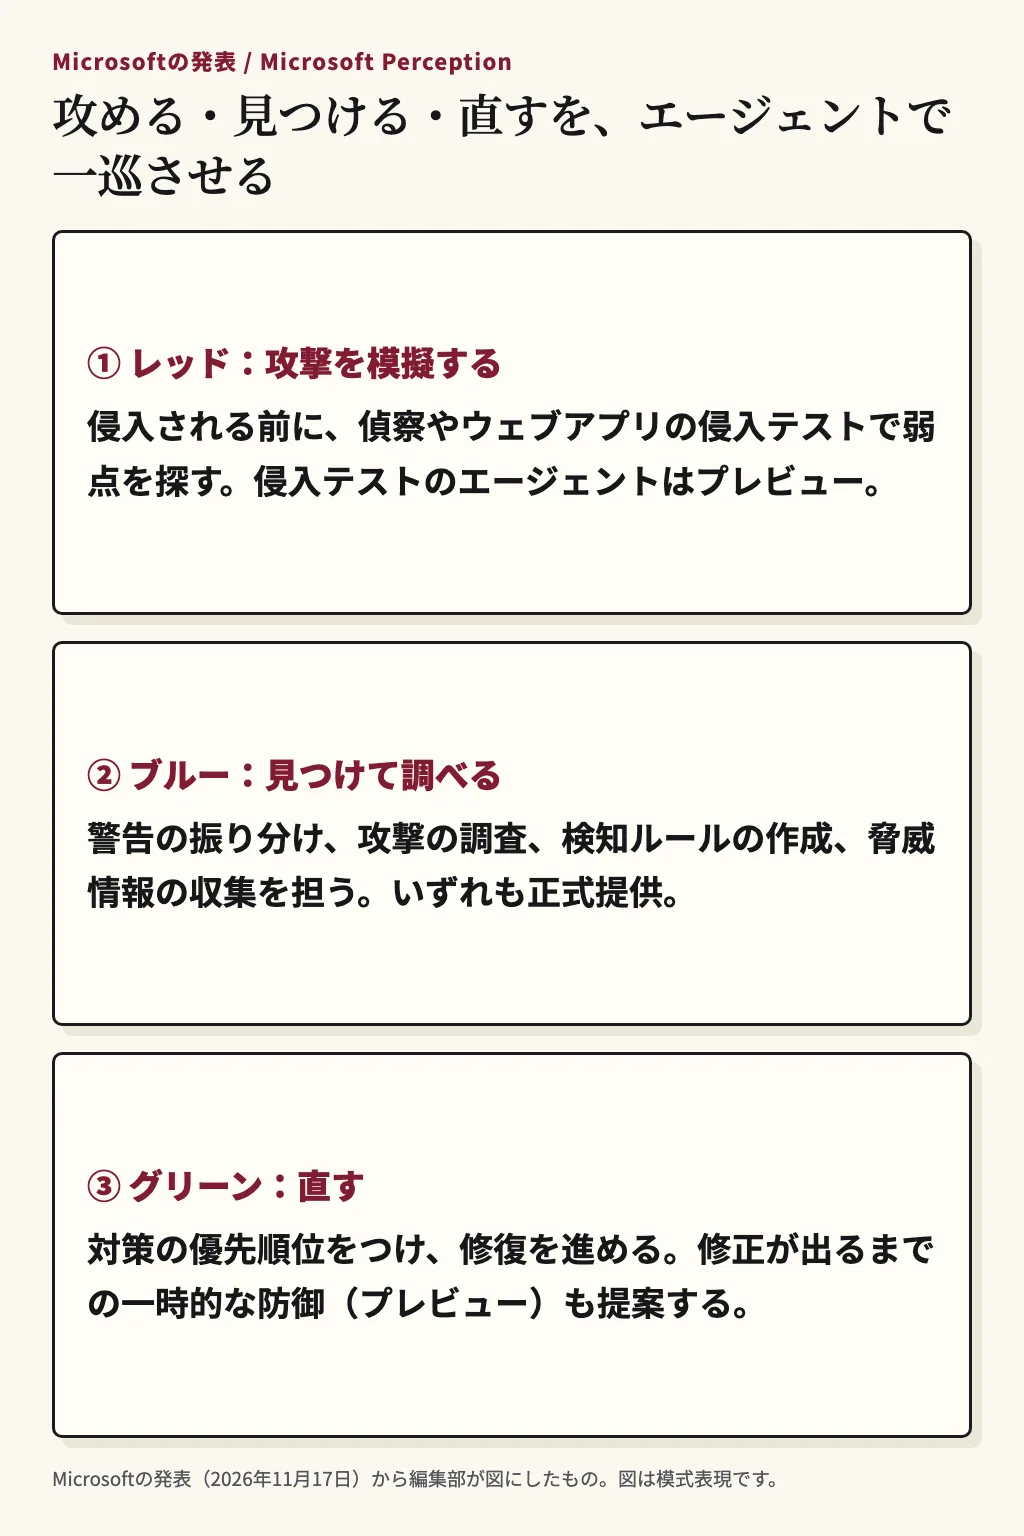 Microsoftの発表 / Microsoft Perception
攻める・見つける・直すを、エージェントで
一巡させる
① レッド：攻撃を模擬する
侵入される前に、偵察やウェブアプリの侵入テストで弱
点を探す。侵入テストのエージェントはプレビュー。
② ブルー：見つけて調べる
警告の振り分け、攻撃の調査、検知ルールの作成、脅威
情報の収集を担う。いずれも正式提供。
③ グリーン：直す
対策の優先順位をつけ、修復を進める。修正が出るまで
の一時的な防御（プレビュー）も提案する。
Microsoftの発表（2026年11月17日）から編集部が図にしたもの。図は模式表現です。